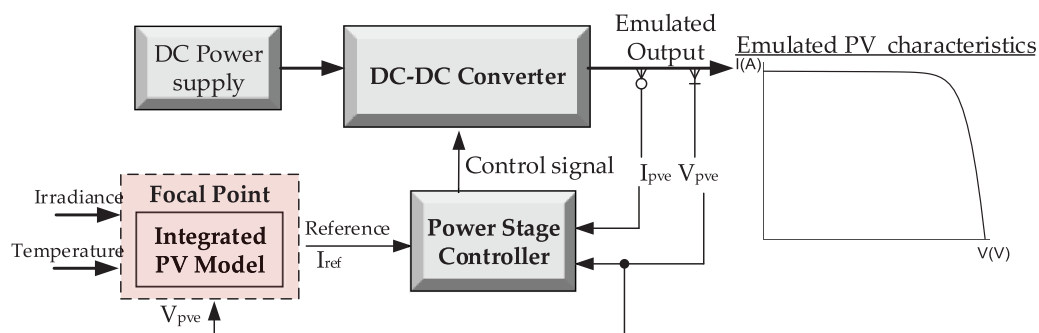 DC Power
supply
DC-DC Converter
Emulated
Output
Emulated PV characteristics
I(A)
V(V)
Control signal
Ipve
Vpve
Irradiance
Temperature
Focal Point
Integrated
PV Model
Reference
Iref
Power Stage
Controller
Vpve